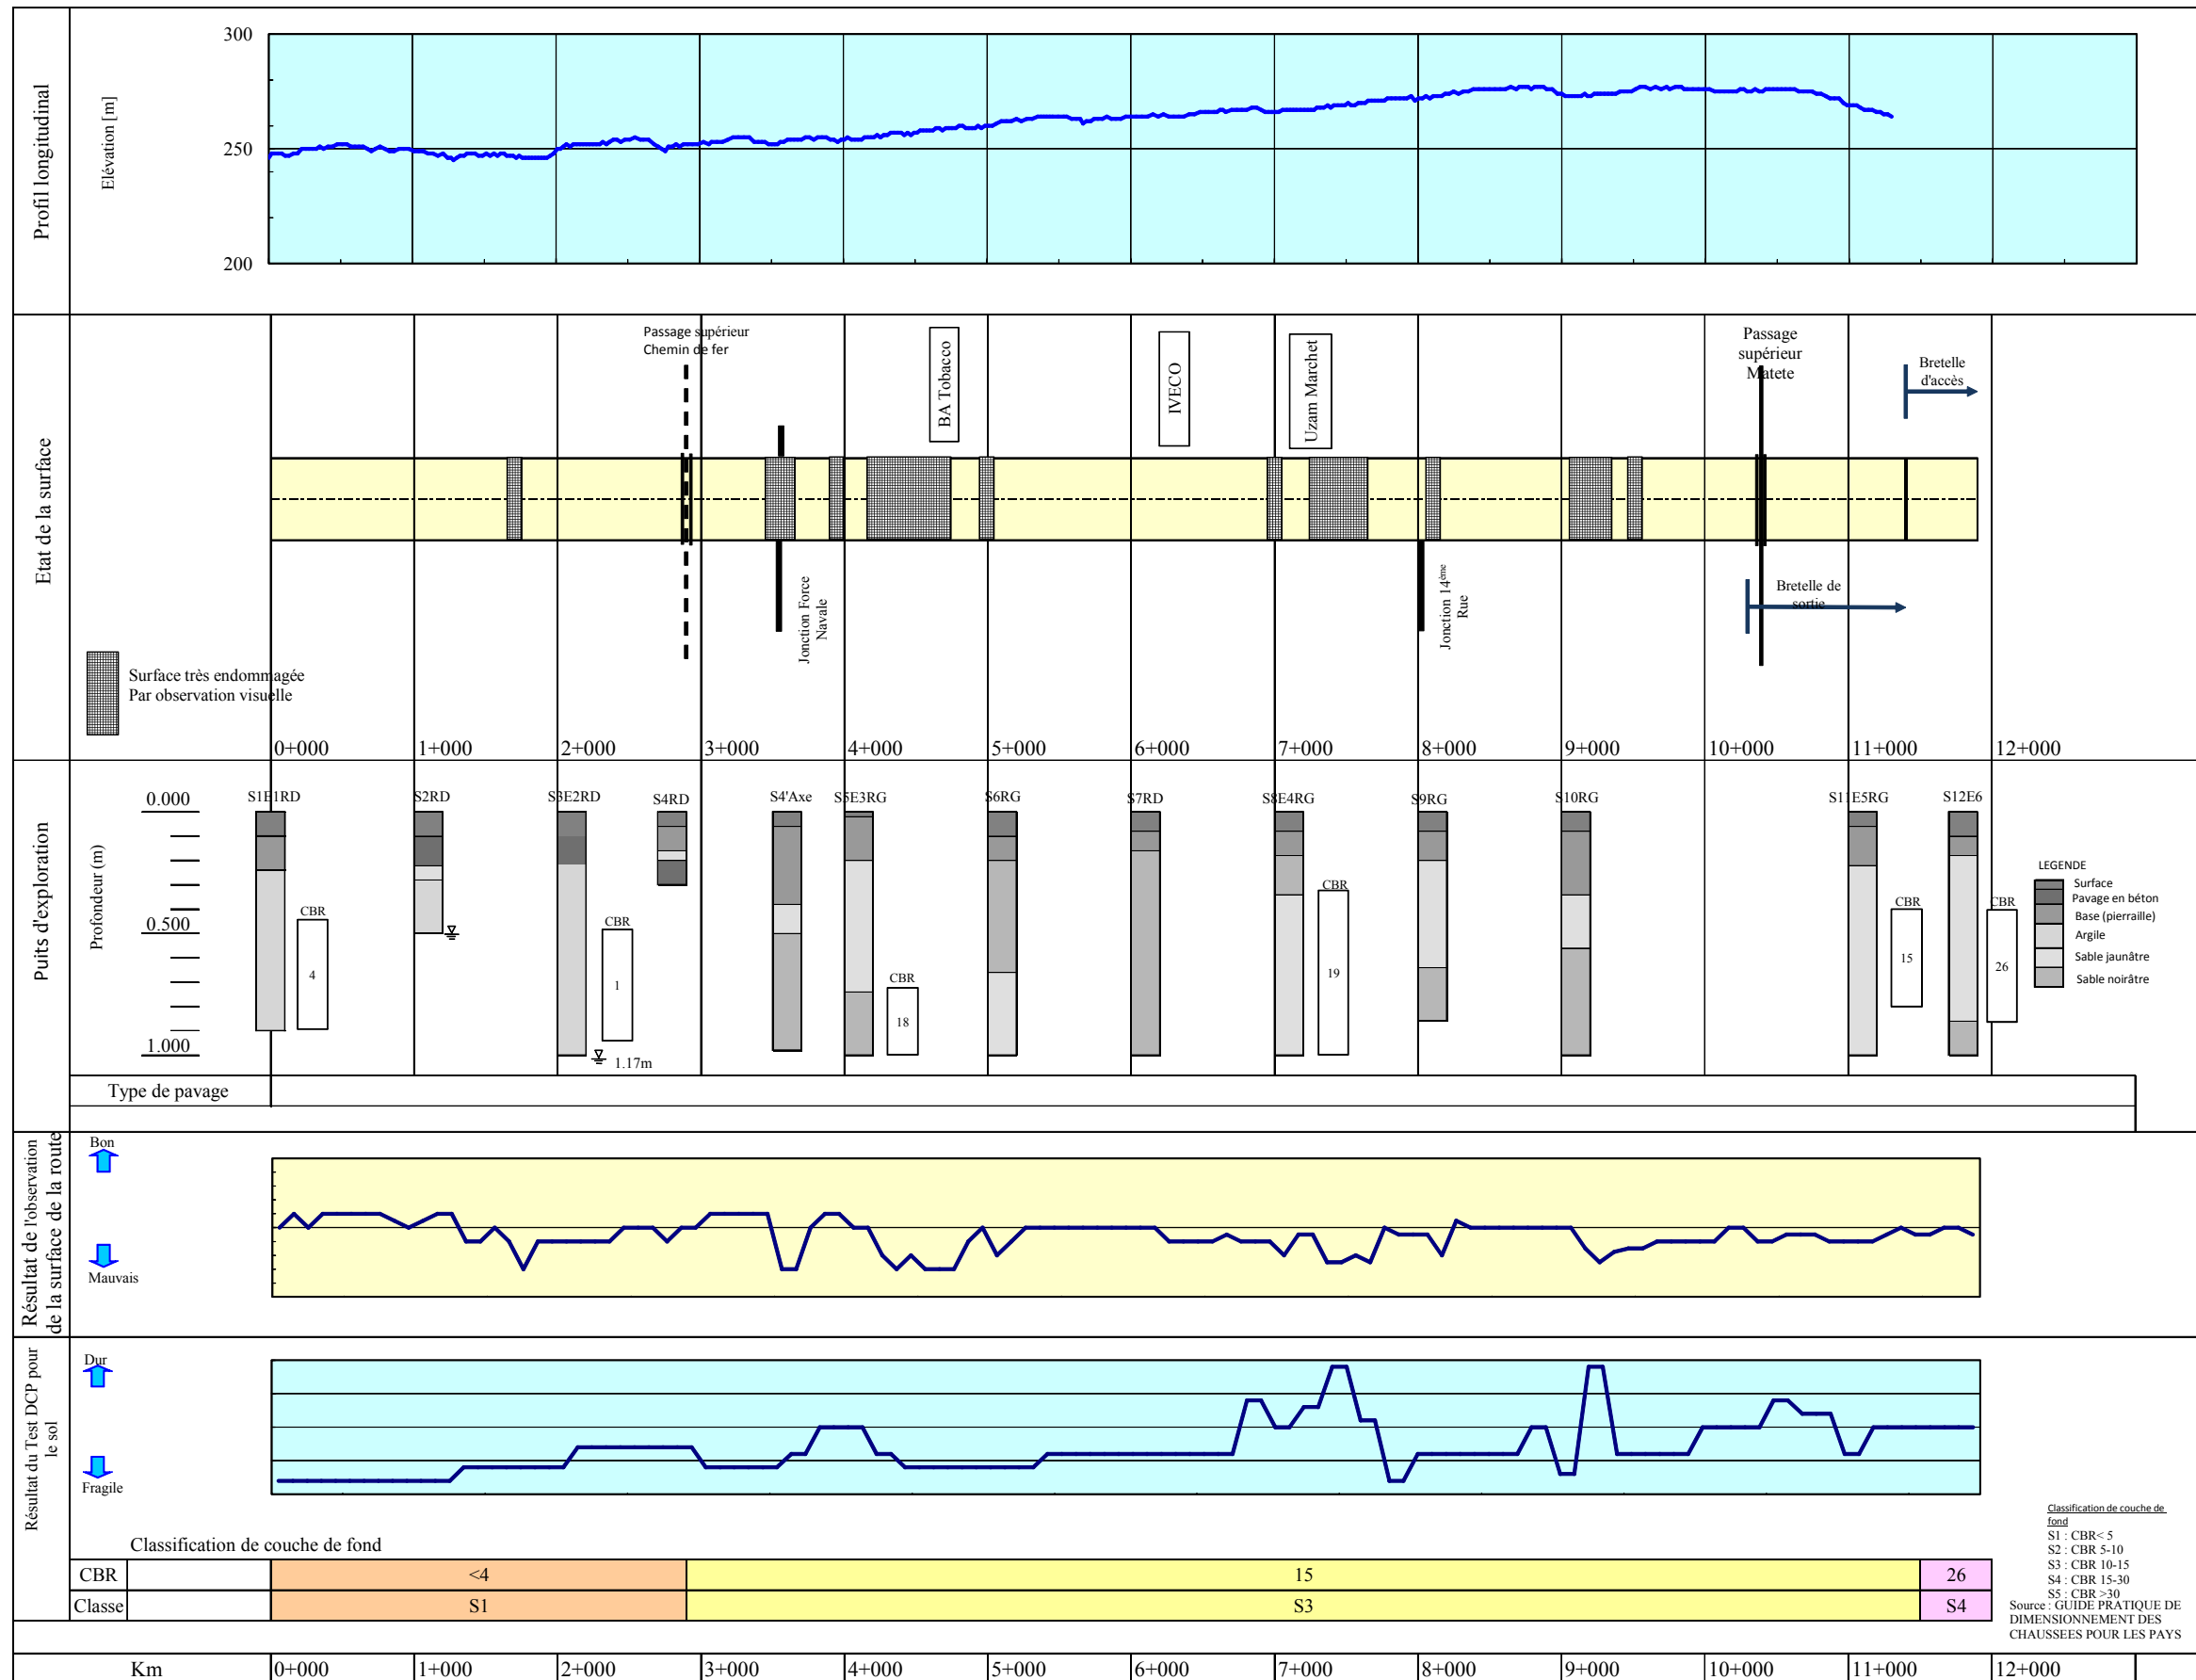 Profil longitudinal
Elévation [m]
300
250
200
Etat de la surface
Passage supérieur
Chemin de fer
BA Tobacco
IVECO
Uzam Marchet
Passage
supérieur
Matete
Bretelle
d'accès
Jonction Force
Navale
Jonction 14ème
Rue
Bretelle de
sortie
Surface très endommagée
Par observation visuelle
0+000 1+000 2+000 3+000 4+000 5+000 6+000 7+000 8+000 9+000 10+000 11+000 12+000
Puits d'exploration
Profondeur (m)
0.000
0.500
1.000
S1E1RD S2RD S3E2RD S4RD S4'Axe S5E3RG S6RG S7RD S8E4RG S9RG S10RG S11E5RG S12E6
CBR
4
CBR
1
1.17m
CBR
18
CBR
19
CBR
15
CBR
26
LEGENDE
Surface
Pavage en béton
Base (pierraille)
Argile
Sable jaunâtre
Sable noirâtre
Type de pavage
Résultat de l'observation
de la surface de la route
Bon
Mauvais
Résultat du Test DCP pour
le sol
Dur
Fragile
Classification de couche de fond
CBR <4 15 26
Classe S1 S3 S4
Classification de couche de
fond
S1 : CBR< 5
S2 : CBR 5-10
S3 : CBR 10-15
S4 : CBR 15-30
S5 : CBR >30
Source : GUIDE PRATIQUE DE
DIMENSIONNEMENT DES
CHAUSSEES POUR LES PAYS
Km 0+000 1+000 2+000 3+000 4+000 5+000 6+000 7+000 8+000 9+000 10+000 11+000 12+000